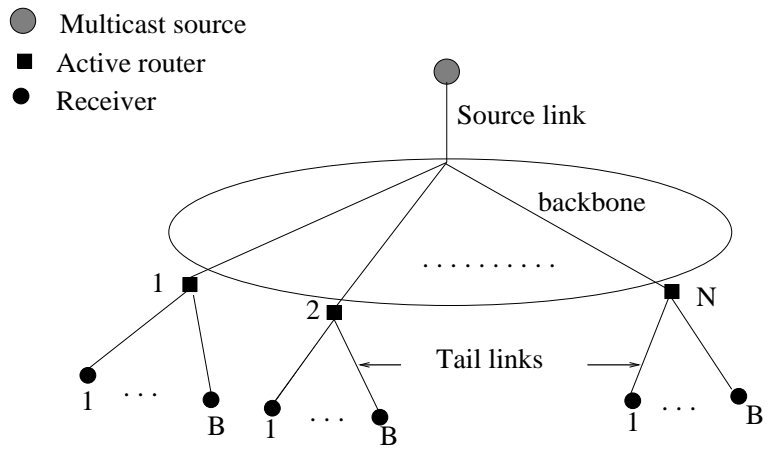 Multicast source
Active router
Receiver
Source link
backbone
. . . . . . . . . .
1
2
N
Tail links
1 . . . B
1 . . . B
1 . . . B